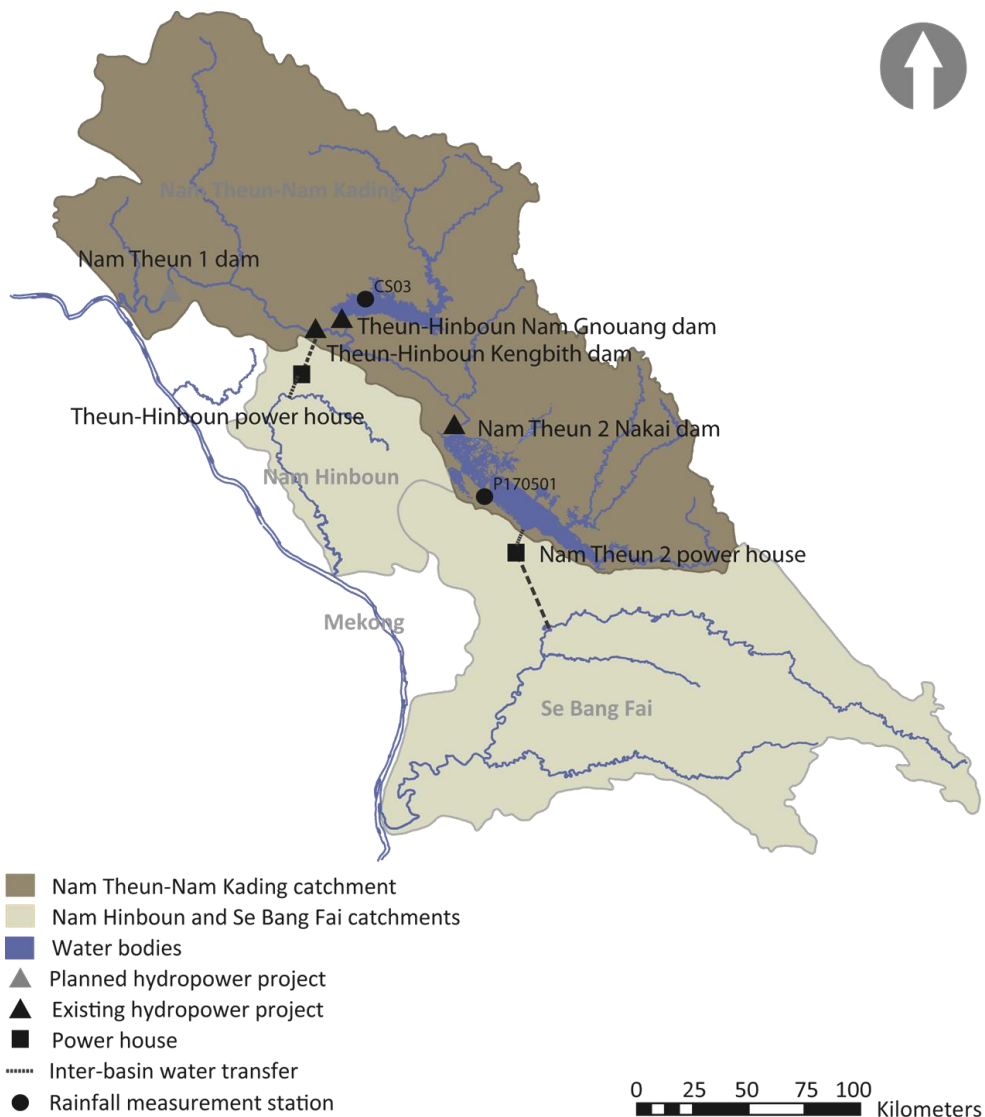 Nam Theun-Nam Kading
Nam Theun 1 dam
CS03
Theun-Hinboun Nam Gnouang dam
Theun-Hinboun Kengbith dam
Theun-Hinboun power house
Nam Theun 2 Nakai dam
Nam Hinboun
P170501
Nam Theun 2 power house
Mekong
Se Bang Fai
Nam Theun-Nam Kading catchment
Nam Hinboun and Se Bang Fai catchments
Water bodies
Planned hydropower project
Existing hydropower project
Power house
Inter-basin water transfer
Rainfall measurement station
0 25 50 75 100
Kilometers